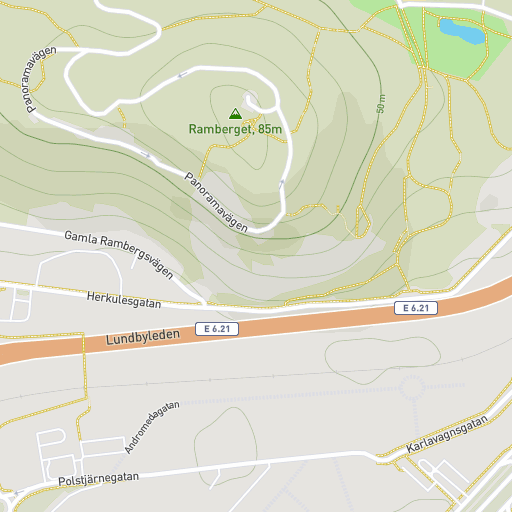 Panoramavägen
50 m
Ramberget, 85m
Panoramavägen
Gamla Rambergsvägen
Herkulesgatan
E 6.21
E 6.21
Lundbyleden
Andromedagatan
Karlavagnsgatan
Polstjärnegatan